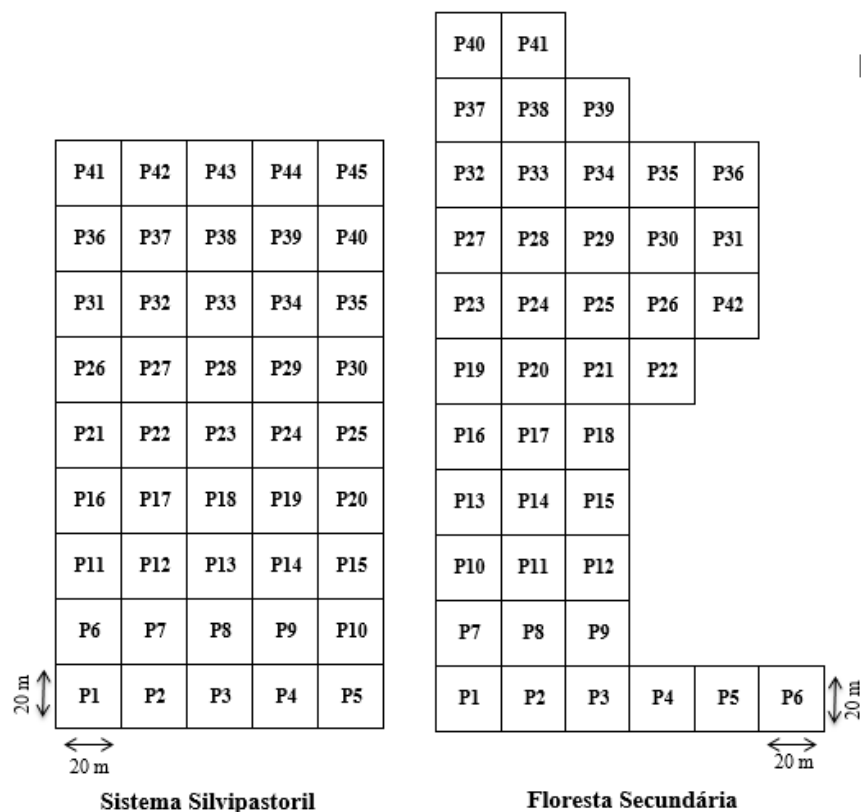 P41 P42 P43 P44 P45
P36 P37 P38 P39 P40
P31 P32 P33 P34 P35
P26 P27 P28 P29 P30
P21 P22 P23 P24 P25
P16 P17 P18 P19 P20
P11 P12 P13 P14 P15
P6 P7 P8 P9 P10
P1 P2 P3 P4 P5
20 m
20 m
Sistema Silvipastoril
P40 P41
P37 P38 P39
P32 P33 P34 P35 P36
P27 P28 P29 P30 P31
P23 P24 P25 P26 P42
P19 P20 P21 P22
P16 P17 P18
P13 P14 P15
P10 P11 P12
P7 P8 P9
P1 P2 P3 P4 P5 P6
20 m
20 m
Floresta Secundária